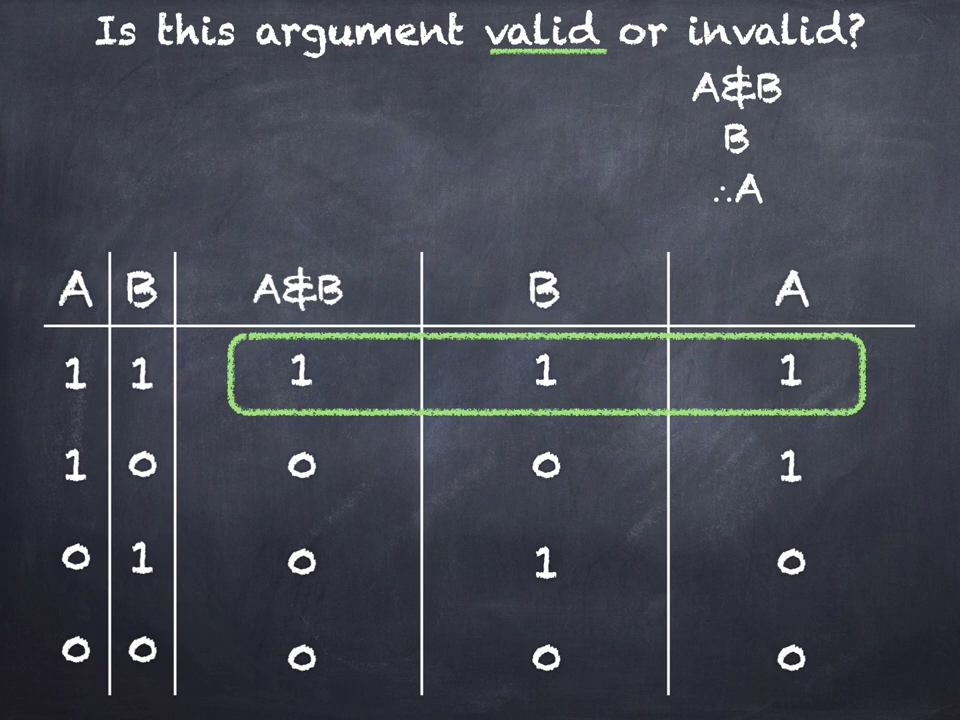 Is this argument valid or invalid?
A&B
B
∴A
A B A&B B A
1 1 1 1 1
1 0 0 0 1
0 1 0 1 0
0 0 0 0 0